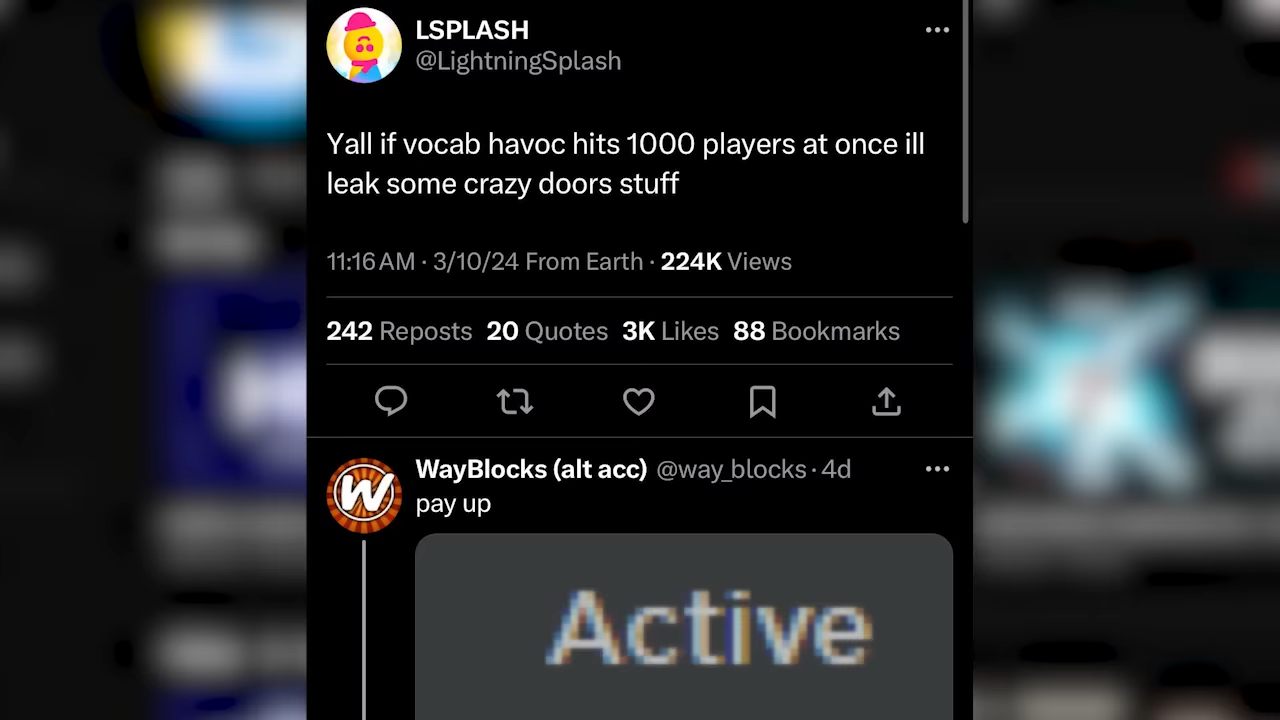 LSPLASH
@LightningSplash
Yall if vocab havoc hits 1000 players at once ill
leak some crazy doors stuff
11:16 AM · 3/10/24 From Earth · 224K Views
242 Reposts 20 Quotes 3K Likes 88 Bookmarks
WayBlocks (alt acc) @way_blocks · 4d
pay up
Active